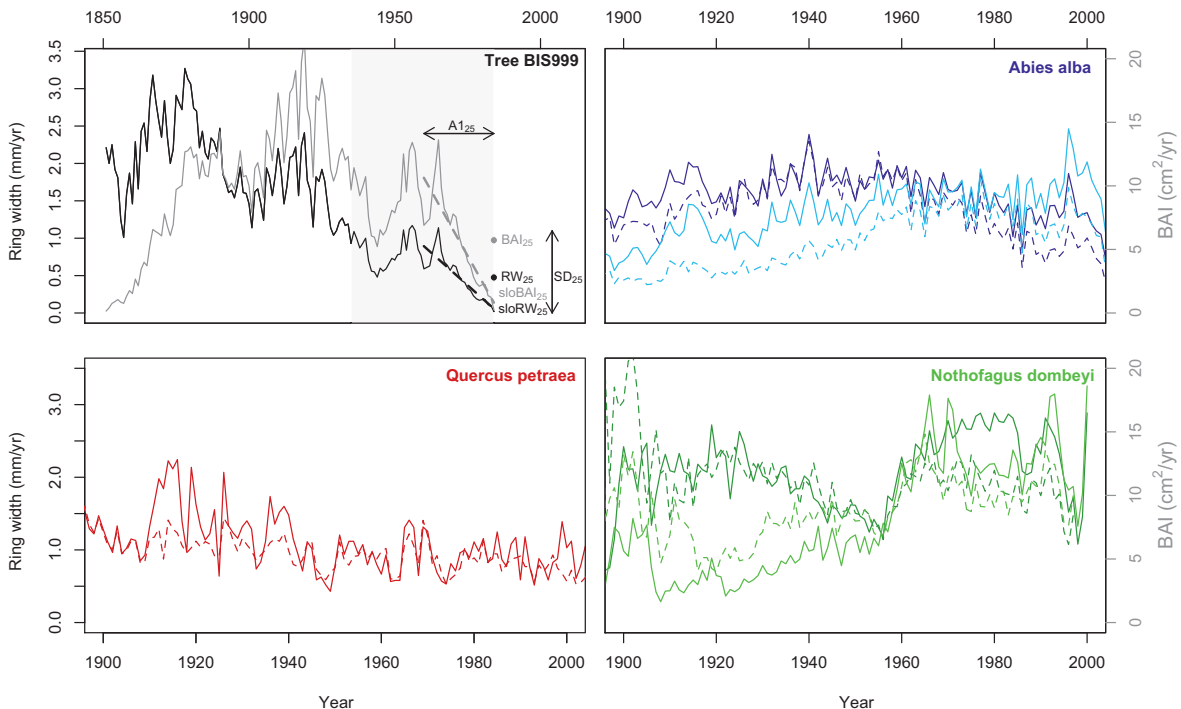 1850 1900 1950 2000
1900 1920 1940 1960 1980 2000
Ring width (mm/yr)
3.5
3.0
2.5
2.0
1.5
1.0
0.5
0.0
Tree BIS999
A1₂₅
BAI₂₅
RW₂₅
SD₂₅
sloBAI₂₅
sloRW₂₅
Abies alba
20
15
10
5
0
BAI (cm²/yr)
Ring width (mm/yr)
3.0
2.0
1.0
0.0
Quercus petraea
Nothofagus dombeyi
20
15
10
5
0
BAI (cm²/yr)
1900 1920 1940 1960 1980 2000
1900 1920 1940 1960 1980 2000
Year
Year